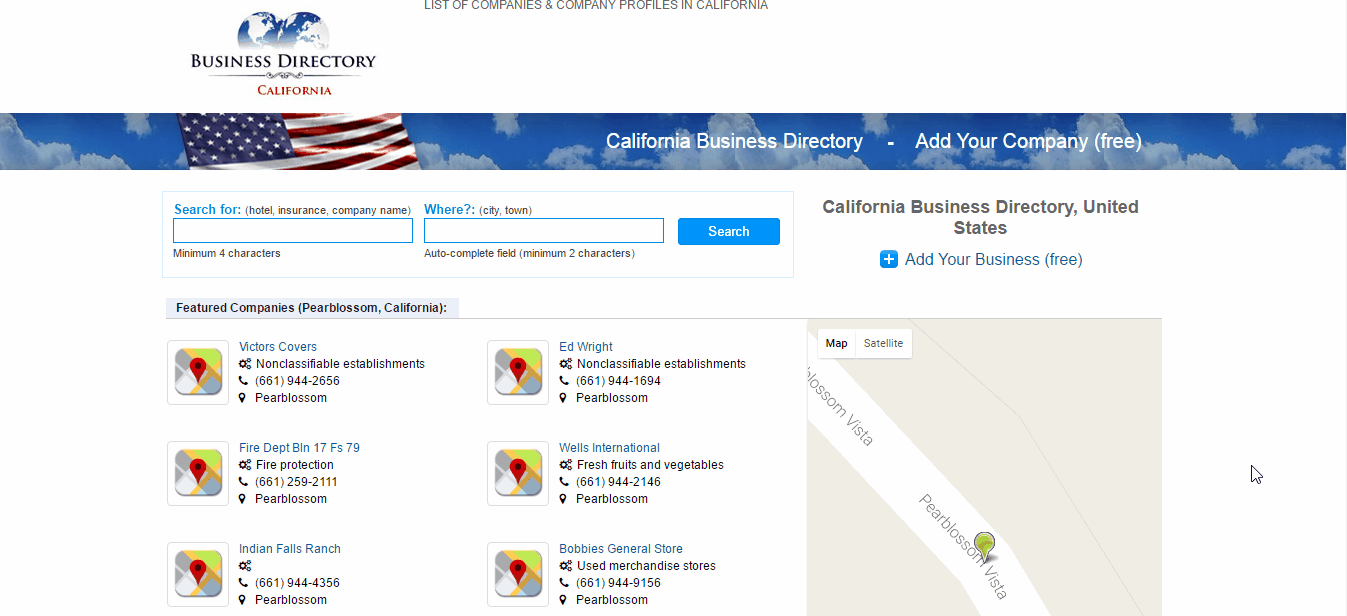 LIST OF COMPANIES & COMPANY PROFILES IN CALIFORNIA
BUSINESS DIRECTORY
CALIFORNIA
California Business Directory - Add Your Company (free)
Search for: (hotel, insurance, company name)
Where?: (city, town)
Search
Minimum 4 characters
Auto-complete field (minimum 2 characters)
California Business Directory, United
States
Add Your Business (free)
Featured Companies (Pearblossom, California):
Victors Covers
Nonclassifiable establishments
(661) 944-2656
Pearblossom
Ed Wright
Nonclassifiable establishments
(661) 944-1694
Pearblossom
Fire Dept Bln 17 Fs 79
Fire protection
(661) 259-2111
Pearblossom
Wells International
Fresh fruits and vegetables
(661) 944-2146
Pearblossom
Indian Falls Ranch
(661) 944-4356
Pearblossom
Bobbies General Store
Used merchandise stores
(661) 944-9156
Pearblossom
Map
Satellite
blossom Vista
Pearblossom Vista